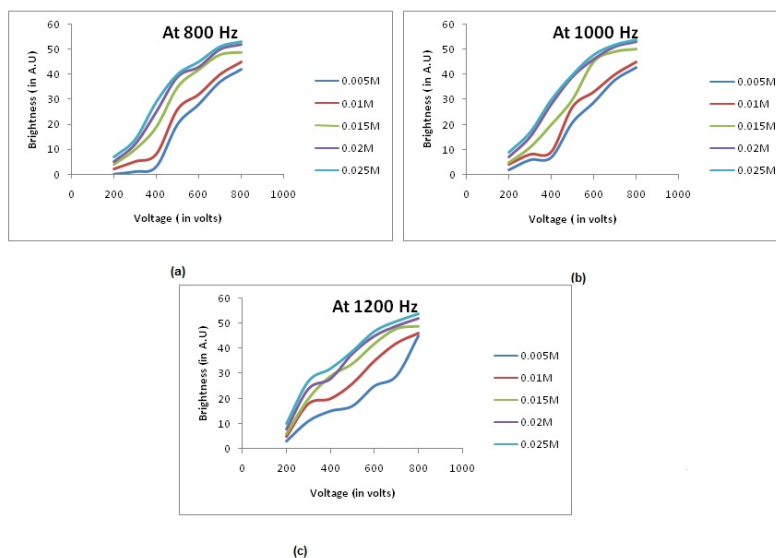 At 800 Hz
60
50
40
30
20
10
0
Brightness ( in A.U)
0 200 400 600 800 1000
Voltage ( in volts)
0.005M
0.01M
0.015M
0.02M
0.025M
(a)
At 1000 Hz
60
50
40
30
20
10
0
Brightness ( in A.U)
0 200 400 600 800 1000
Voltage ( in volts)
0.005M
0.01M
0.015M
0.02M
0.025M
(b)
At 1200 Hz
60
50
40
30
20
10
0
Brightness (in A.U)
0 200 400 600 800 1000
Voltage (in volts)
0.005M
0.01M
0.015M
0.02M
0.025M
(c)